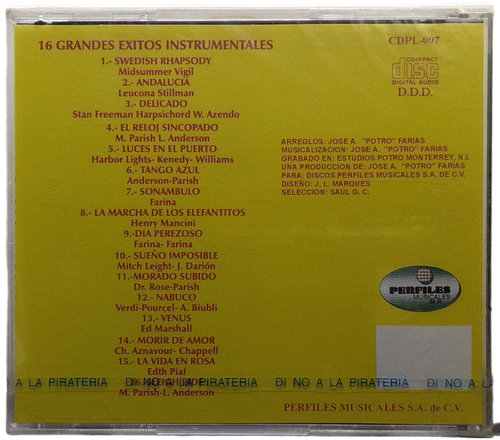 16 GRANDES EXITOS INSTRUMENTALES
1.- SWEDISH RHAPSODY
Midsummer Vigil
2.- ANDALUCIA
Leucona Stillman
3.- DELICADO
Stan Freeman Harpsichord W. Azendo
4.- EL RELOJ SINCOPADO
M. Parish L. Anderson
5.- LUCES EN EL PUERTO
Harbor Lights- Kenedy- Williams
6.- TANGO AZUL
Anderson-Parish
7.- SONAMBULO
Farina
8.- LA MARCHA DE LOS ELEFANTITOS
Henry Mancini
9.-DIA PEREZOSO
Farina- Farina
10.- SUEÑO IMPOSIBLE
Mitch Leight- J. Darión
11.-MORADO SUBIDO
Dr. Rose-Parish
12.- NABUCO
Verdi-Pourcel- A. Biubli
13.- VENUS
Ed Marshall
14.- MORIR DE AMOR
Ch. Aznavour- Chappell
15.- LA VIDA EN ROSA
Edth Piaf
M. Parish-L. Anderson
CDPL-097
COMPACT
disc
DIGITAL AUDIO
D.D.D.
ARREGLOS: JOSE A. "POTRO" FARIAS
MUSICALIZACION: JOSE A. "POTRO" FARIAS
GRABADO EN: ESTUDIOS POTRO MONTERREY, N.L
UNA PRODUCCION DE: JOSE A. "POTRO" FARIAS
PARA: DISCOS PERFILES MUSICALES S.A. DE C.V.
DISEÑO: J. L. MARQUES
SELECCION: SAUL G. C.
PERFILES
MUSICALES
M.R.
O A LA PIRATERIA DI NO A LA PIRATERIA DI NO A LA PIRATERIA DI NO A
PERFILES MUSICALES S.A. de C.V.